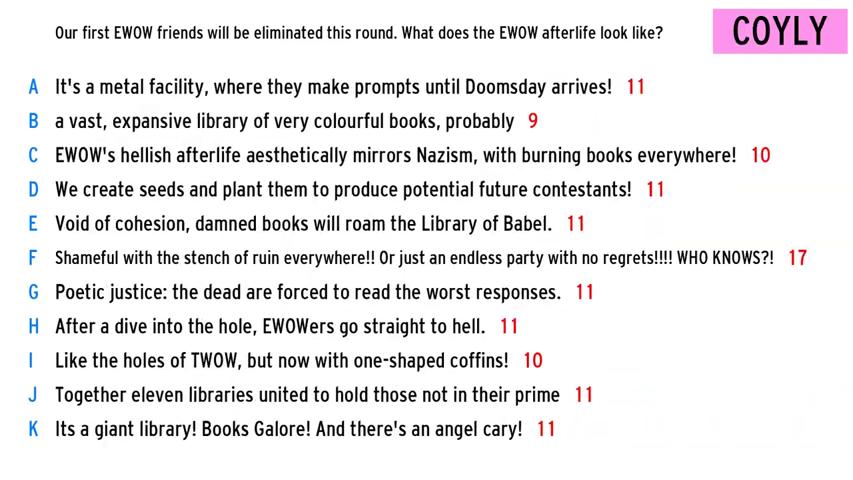 Our first EWOW friends will be eliminated this round. What does the EWOW afterlife look like?
COYLY
A It's a metal facility, where they make prompts until Doomsday arrives! 11
B a vast, expansive library of very colourful books, probably 9
C EWOW's hellish afterlife aesthetically mirrors Nazism, with burning books everywhere! 10
D We create seeds and plant them to produce potential future contestants! 11
E Void of cohesion, damned books will roam the Library of Babel. 11
F Shameful with the stench of ruin everywhere!! Or just an endless party with no regrets!!!! WHO KNOWS?! 17
G Poetic justice: the dead are forced to read the worst responses. 11
H After a dive into the hole, EWOWers go straight to hell. 11
I Like the holes of TWOW, but now with one-shaped coffins! 10
J Together eleven libraries united to hold those not in their prime 11
K Its a giant library! Books Galore! And there's an angel cary! 11